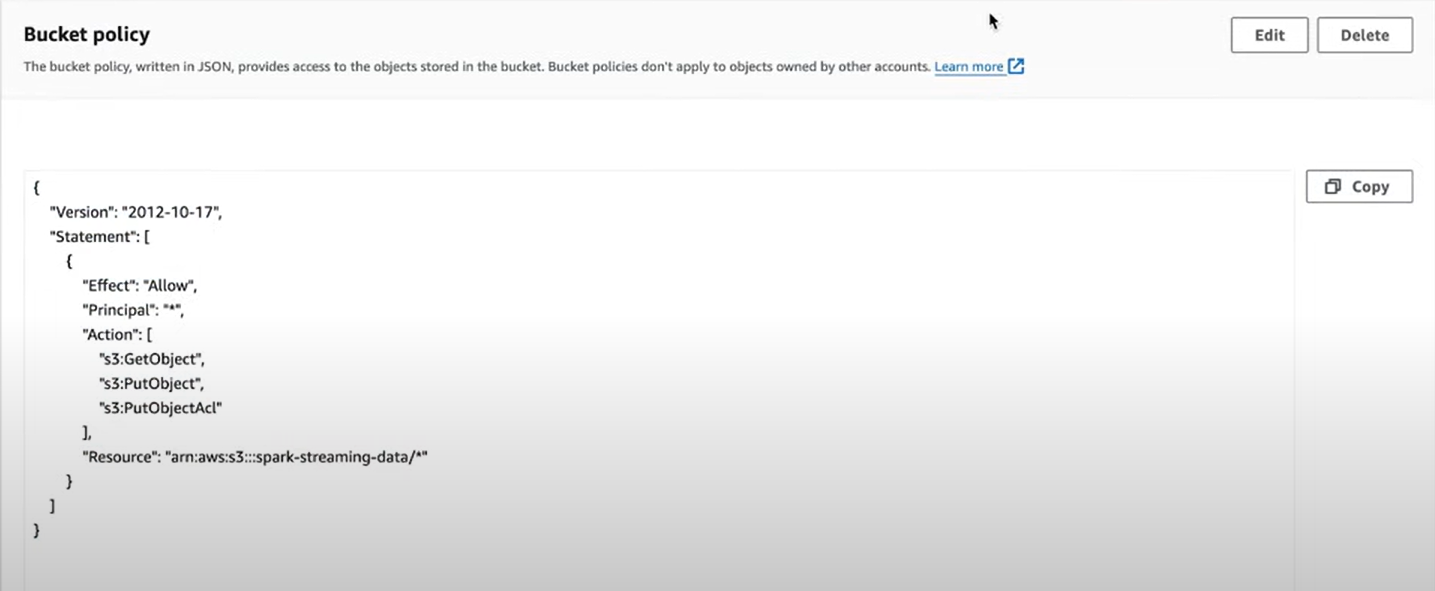 Bucket policy
Edit
Delete
The bucket policy, written in JSON, provides access to the objects stored in the bucket. Bucket policies don't apply to objects owned by other accounts. Learn more
Copy
{
"Version": "2012-10-17",
"Statement": [
{
"Effect": "Allow",
"Principal": "*",
"Action": [
"s3:GetObject",
"s3:PutObject",
"s3:PutObjectAcl"
],
"Resource": "arn:aws:s3:::spark-streaming-data/*"
}
]
}